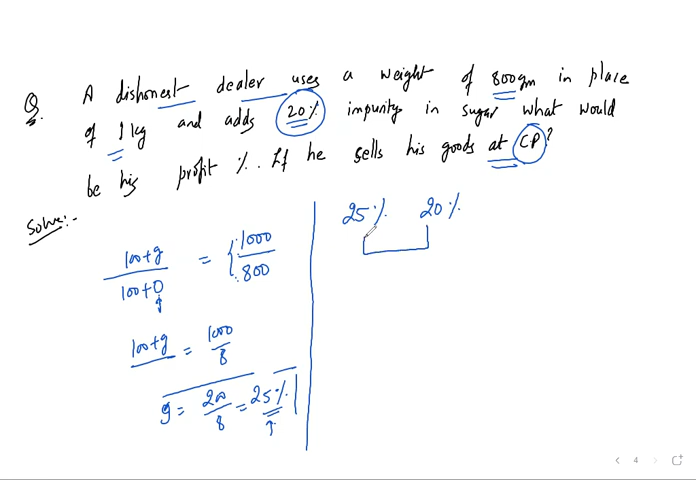 Q. A dishonest dealer uses a weight of 800gm in place
of 1 kg and adds 20% impurity in sugar what would
be his profit %. If he sells his goods at CP?
Solve:-
100+g / 100+0 = 1000 / 800
100+g = 1000 / 8
g = 200 / 8 = 25%
25% 20%
4